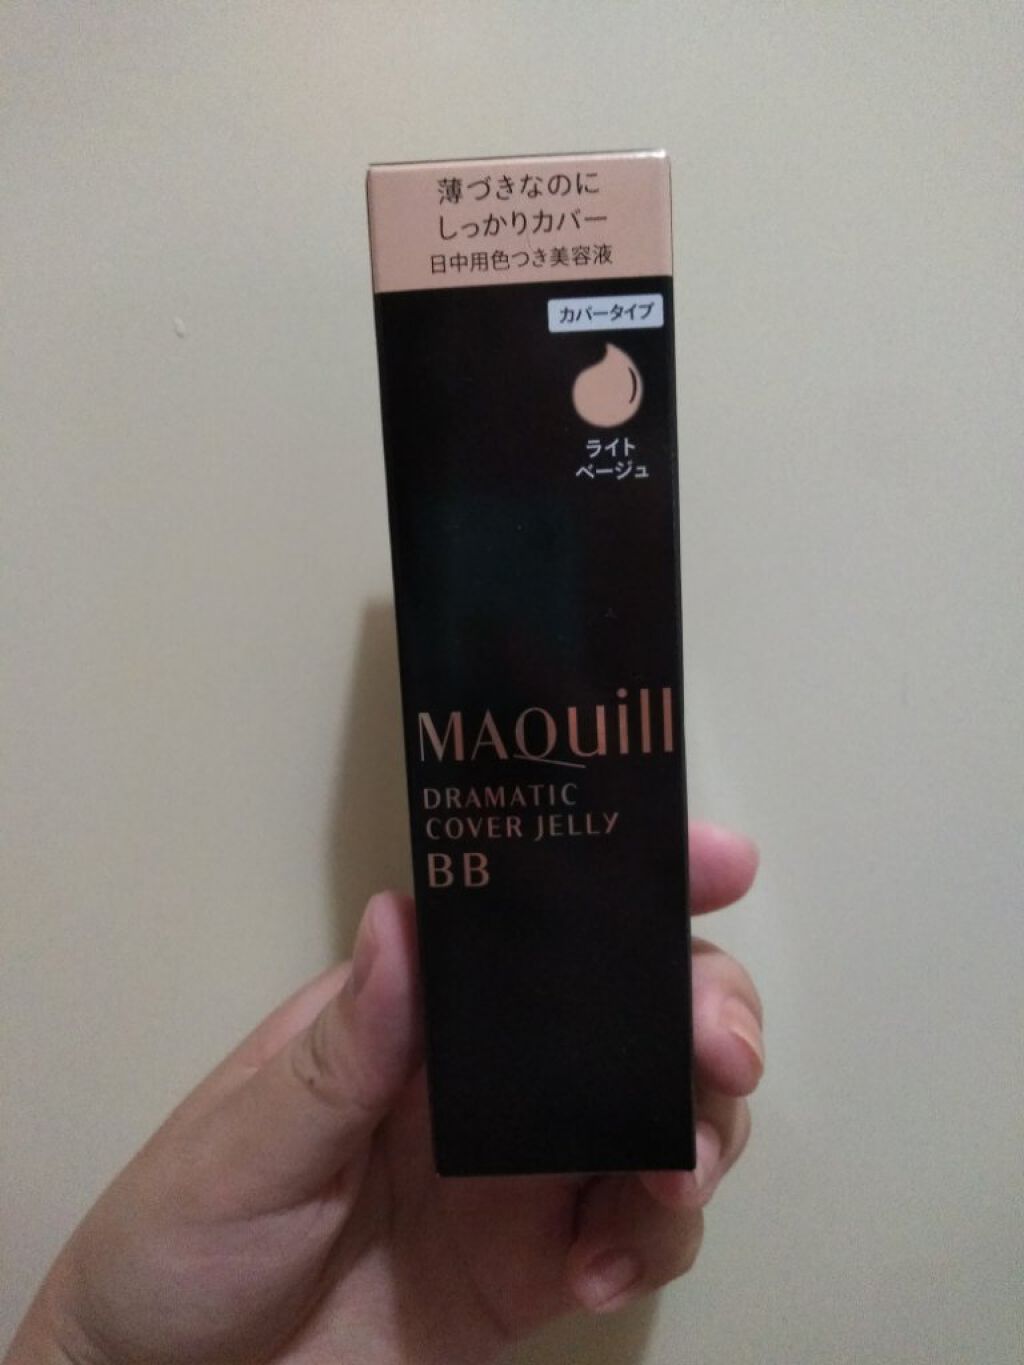 薄づきなのに
しっかりカバー
日中用色つき美容液
カバータイプ
ライト
ベージュ
MAQuill
DRAMATIC
COVER JELLY
BB